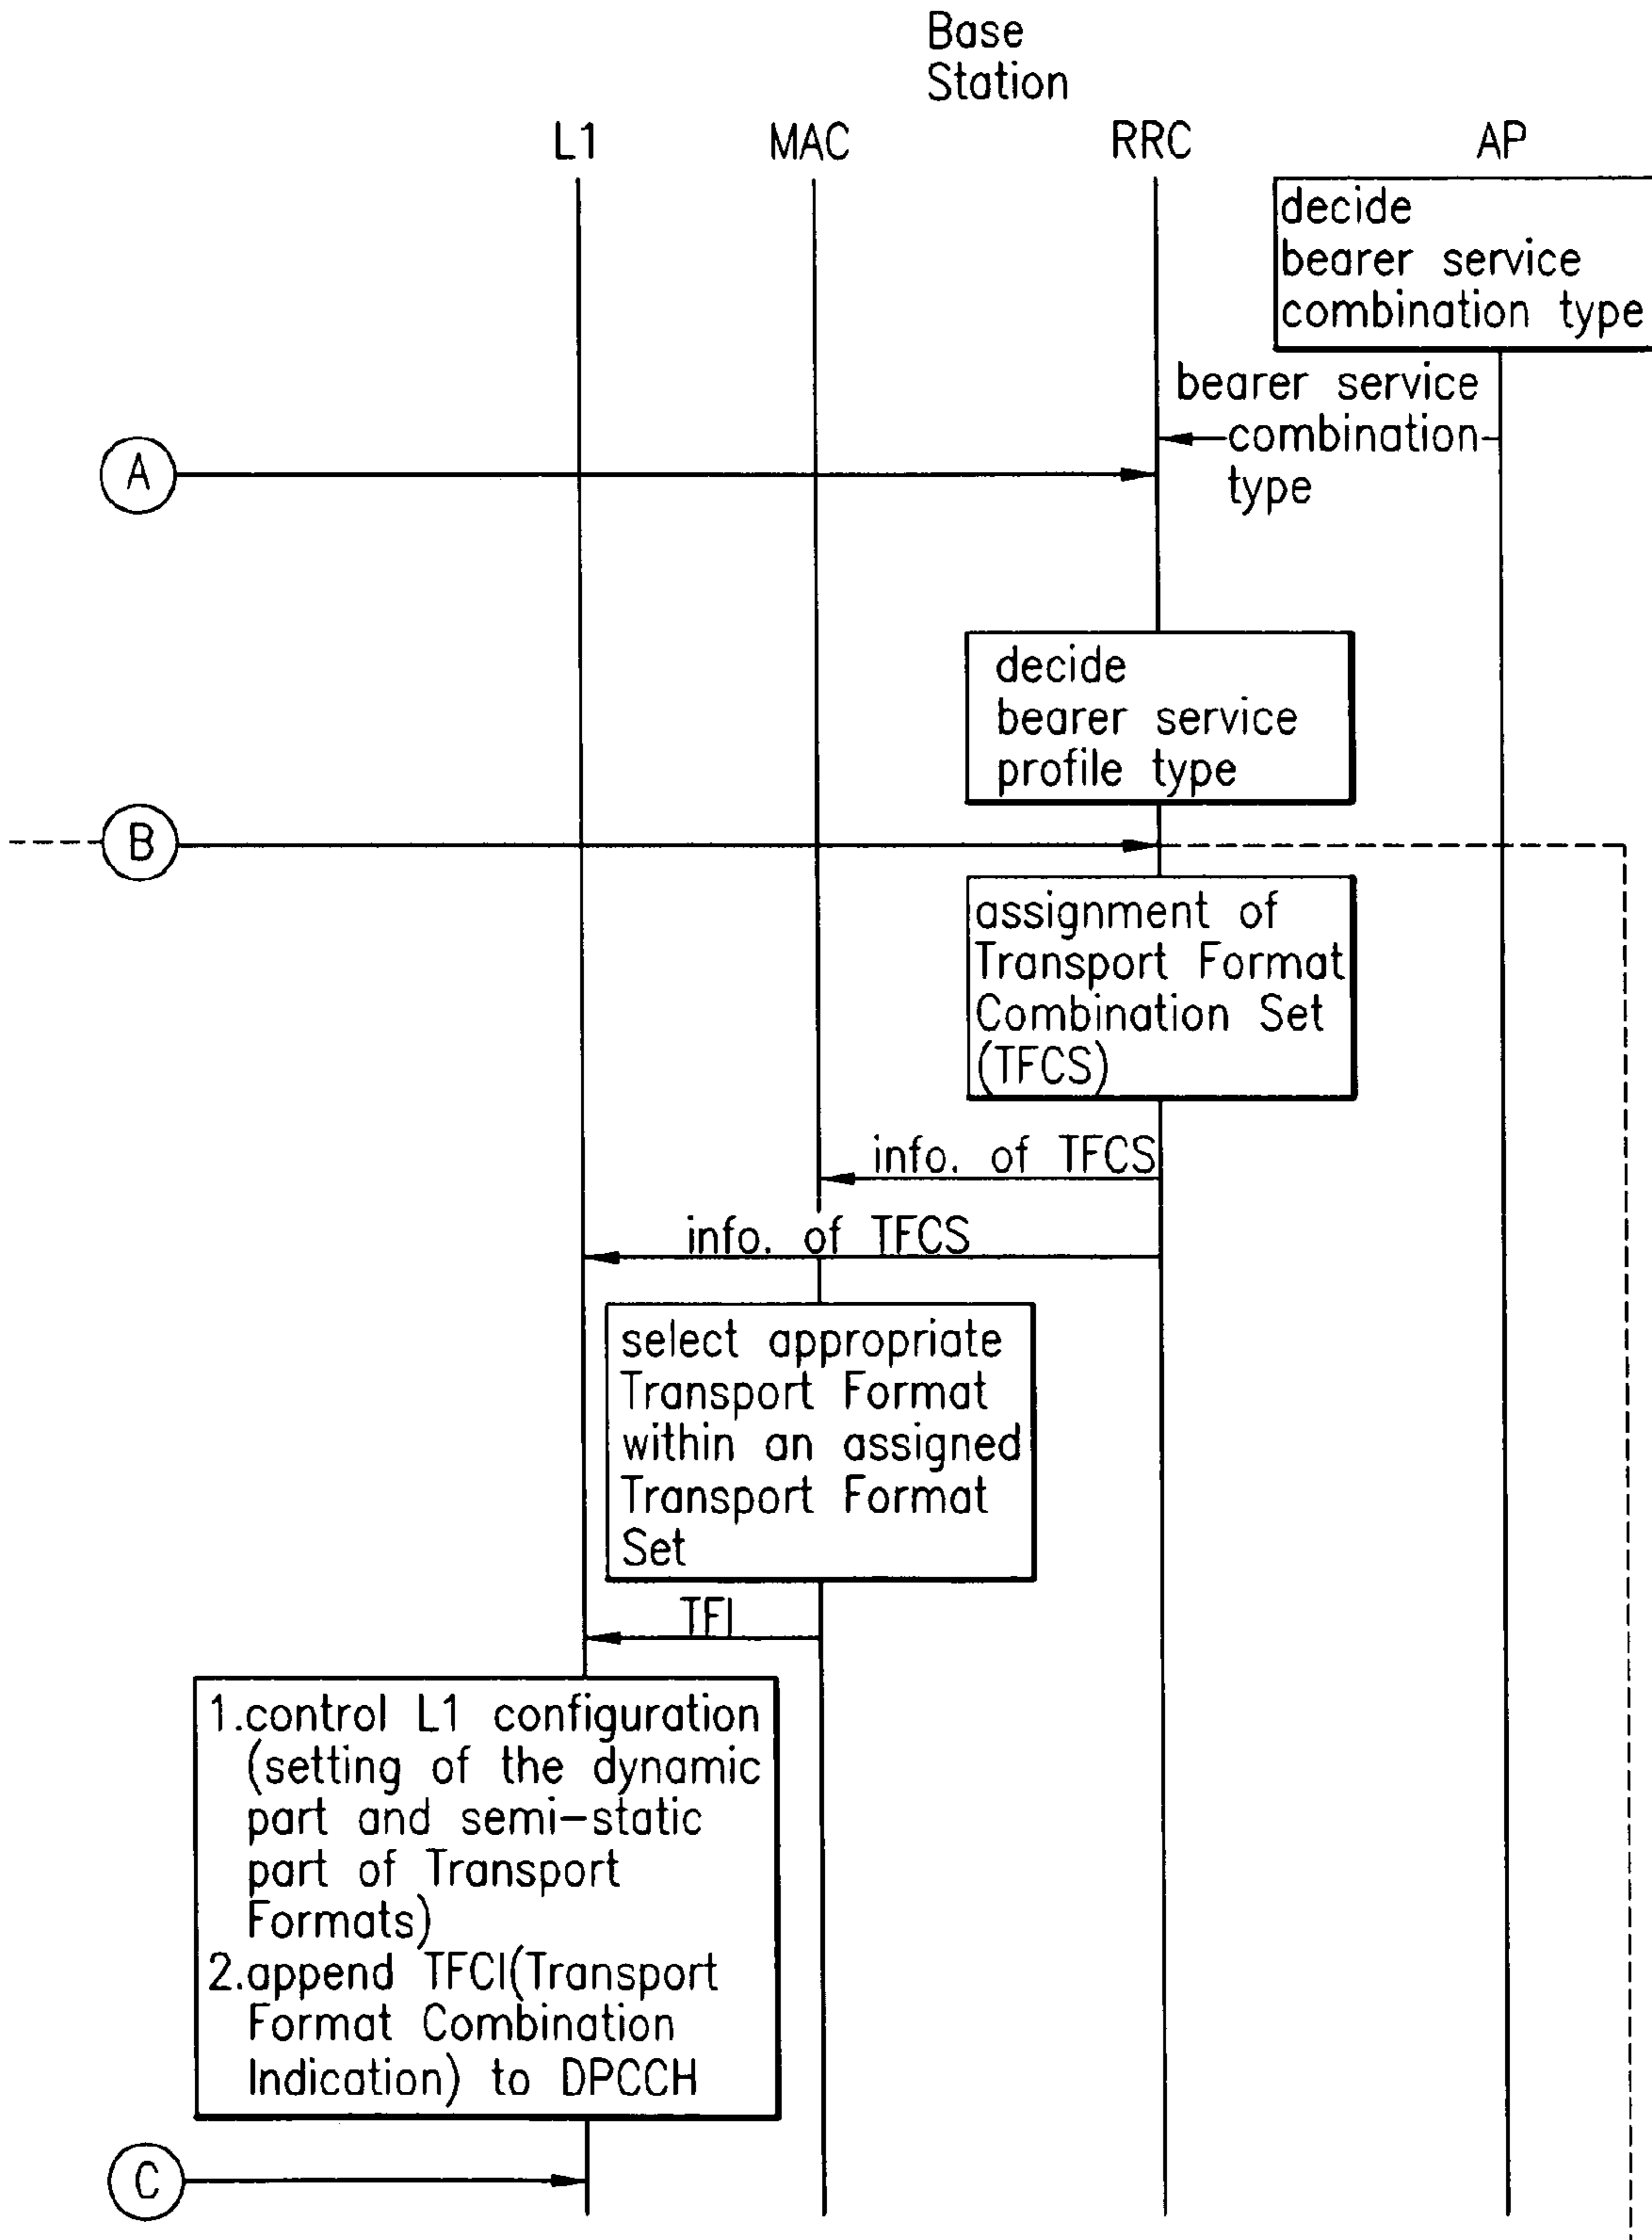 Base
Station
L1 MAC RRC AP
decide
bearer service
combination type
bearer service
combination
type
A
decide
bearer service
profile type
B
assignment of
Transport Format
Combination Set
(TFCS)
info. of TFCS
info. of TFCS
select appropriate
Transport Format
within an assigned
Transport Format
Set
TFI
1.control L1 configuration
(setting of the dynamic
part and semi-static
part of Transport
Formats)
2.append TFCI(Transport
Format Combination
Indication) to DPCCH
C